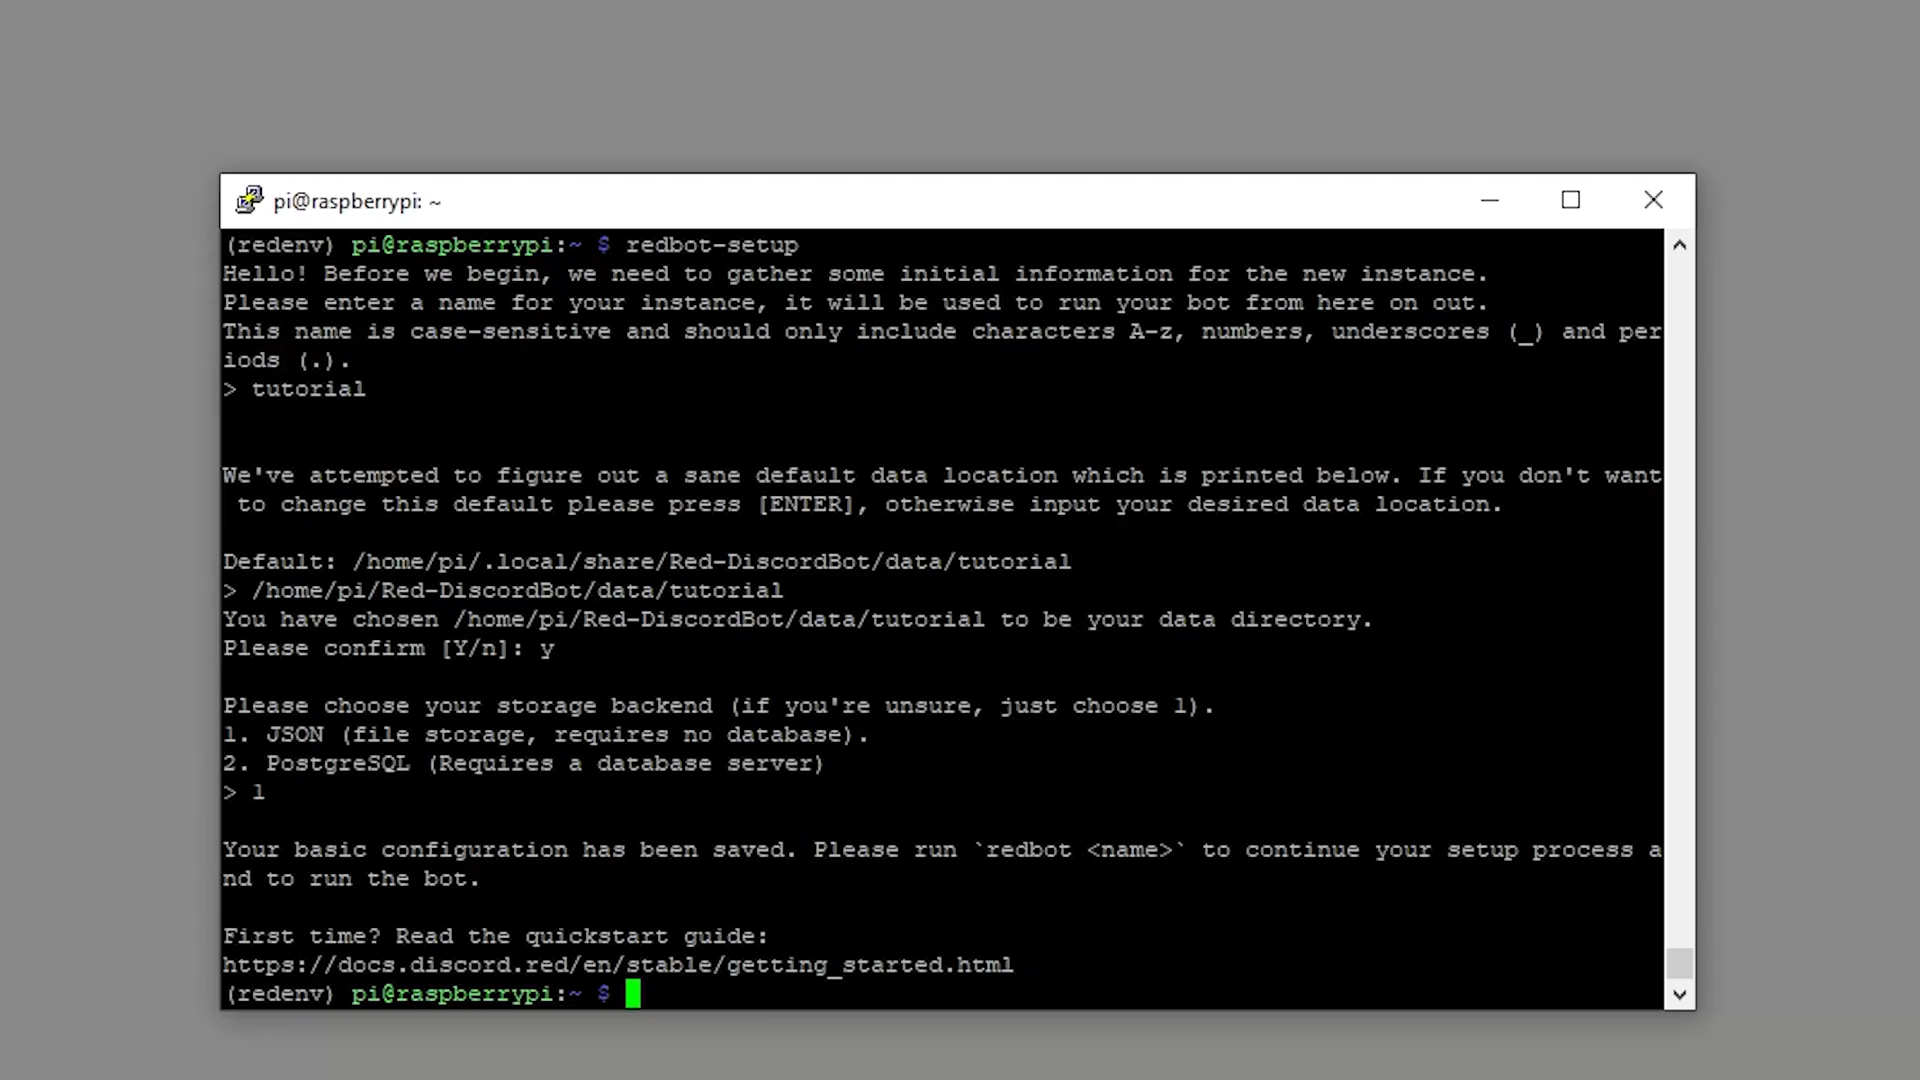 pi@raspberrypi: ~
(redenv) pi@raspberrypi:~ $ redbot-setup
Hello! Before we begin, we need to gather some initial information for the new instance.
Please enter a name for your instance, it will be used to run your bot from here on out.
This name is case-sensitive and should only include characters A-z, numbers, underscores (_) and per
iods (.).
> tutorial
We've attempted to figure out a sane default data location which is printed below. If you don't want
to change this default please press [ENTER], otherwise input your desired data location.
Default: /home/pi/.local/share/Red-DiscordBot/data/tutorial
> /home/pi/Red-DiscordBot/data/tutorial
You have chosen /home/pi/Red-DiscordBot/data/tutorial to be your data directory.
Please confirm [Y/n]: y
Please choose your storage backend (if you're unsure, just choose 1).
1. JSON (file storage, requires no database).
2. PostgreSQL (Requires a database server)
> 1
Your basic configuration has been saved. Please run `redbot <name>` to continue your setup process a
nd to run the bot.
First time? Read the quickstart guide:
https://docs.discord.red/en/stable/getting_started.html
(redenv) pi@raspberrypi:~ $